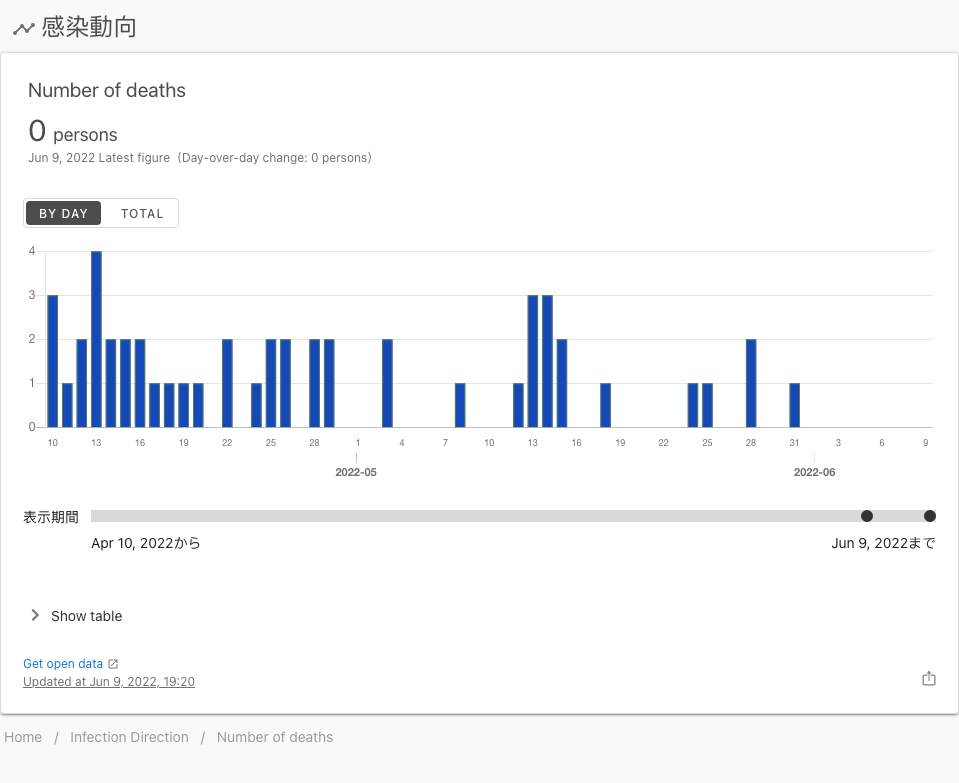 感染動向
Number of deaths
0 persons
Jun 9, 2022 Latest figure (Day-over-day change: 0 persons)
BY DAY TOTAL
4
3
2
1
0
10 13 16 19 22 25 28 1 4 7 10 13 16 19 22 25 28 31 3 6 9
2022-05 2022-06
表示期間
Apr 10, 2022から Jun 9, 2022まで
Show table
Get open data
Updated at Jun 9, 2022, 19:20
Home / Infection Direction / Number of deaths